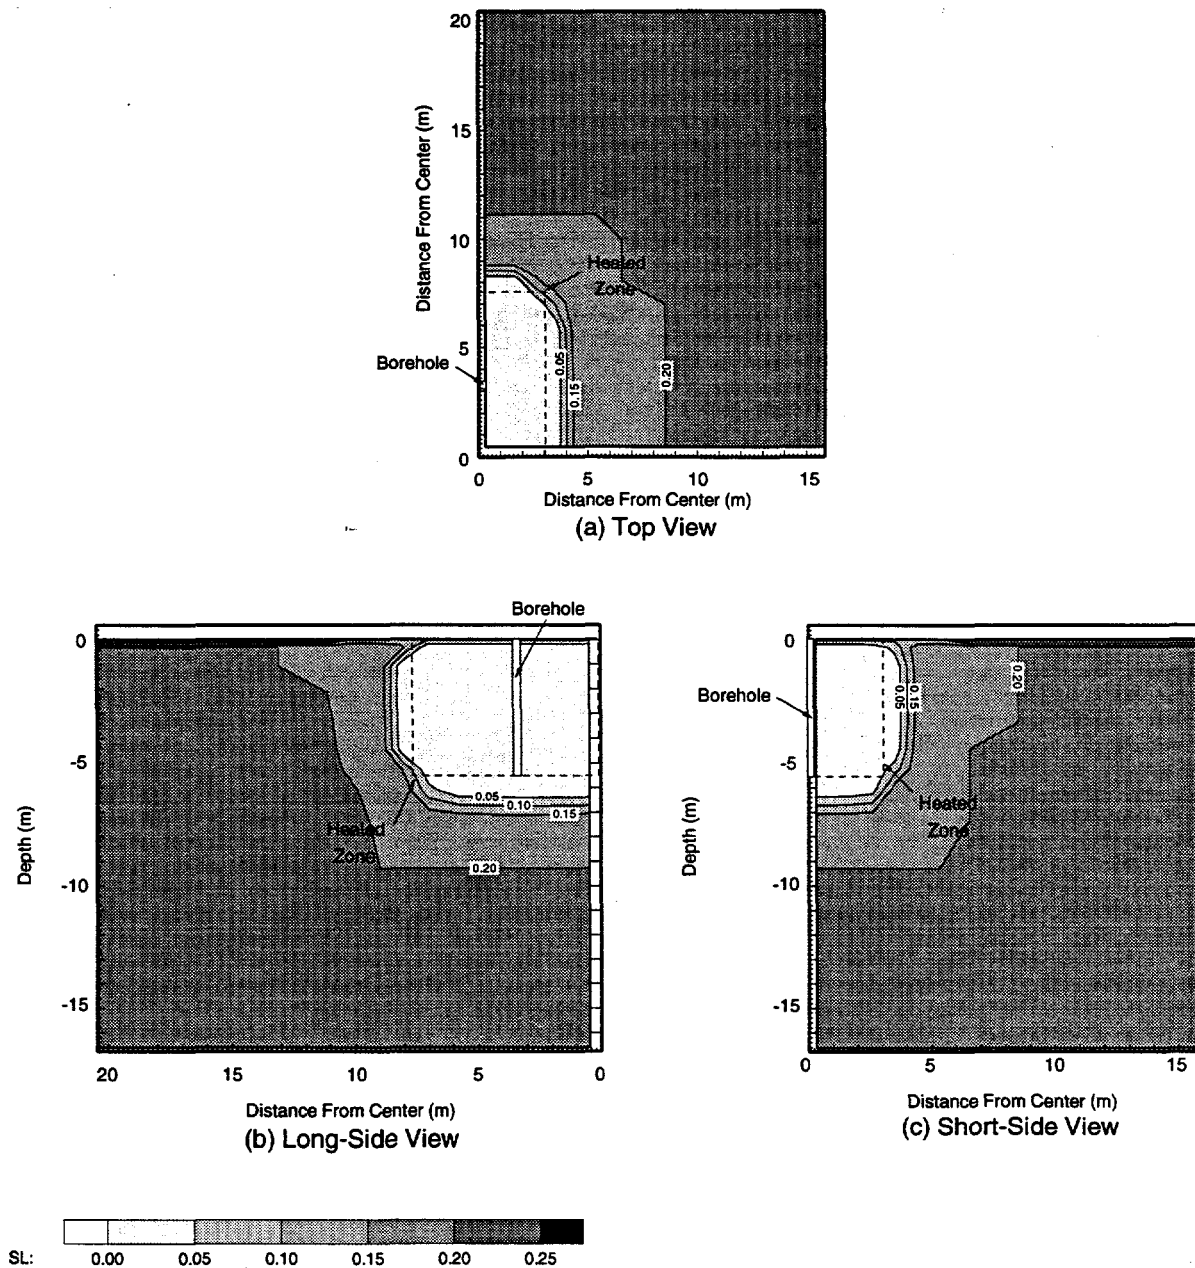 20
15
10
5
0
Distance From Center (m)
Heated
Zone
Borehole
0.05
0.15
0.20
0
5
10
15
Distance From Center (m)
(a) Top View
Borehole
0
-5
-10
-15
Depth (m)
0.05
0.10
0.15
0.20
Heated
Zone
20
15
10
5
0
Distance From Center (m)
(b) Long-Side View
Borehole
0
-5
-10
-15
Depth (m)
0.05
0.15
0.20
Heated
Zone
0
5
10
15
Distance From Center (m)
(c) Short-Side View
SL:
0.00
0.05
0.10
0.15
0.20
0.25